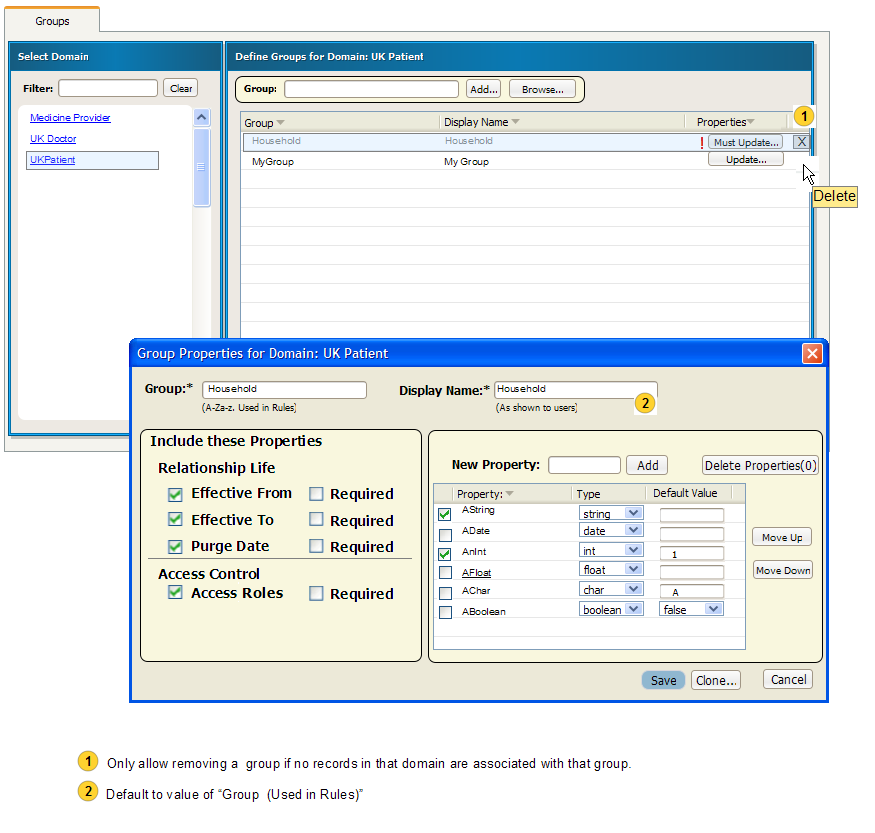 Groups
Select Domain
Define Groups for Domain: UK Patient
Filter:
Clear
Group:
Add...
Browse...
Medicine Provider
UK Doctor
UKPatient
Group
Display Name
Properties
1
Household
Household
!
Must Update...
X
MyGroup
My Group
Update...
Delete
Group Properties for Domain: UK Patient
Group:*
Household
Display Name:*
Household
(A-Za-z. Used in Rules)
(As shown to users)
2
Include these Properties
Relationship Life
Effective From
Required
Effective To
Required
Purge Date
Required
Access Control
Access Roles
Required
New Property:
Add
Delete Properties(0)
Property:
Type
Default Value
AString
string
ADate
date
AnInt
int
1
AFloat
float
AChar
char
A
ABoolean
boolean
false
Move Up
Move Down
Save
Clone...
Cancel
1 Only allow removing a group if no records in that domain are associated with that group.
2 Default to value of “Group (Used in Rules)”